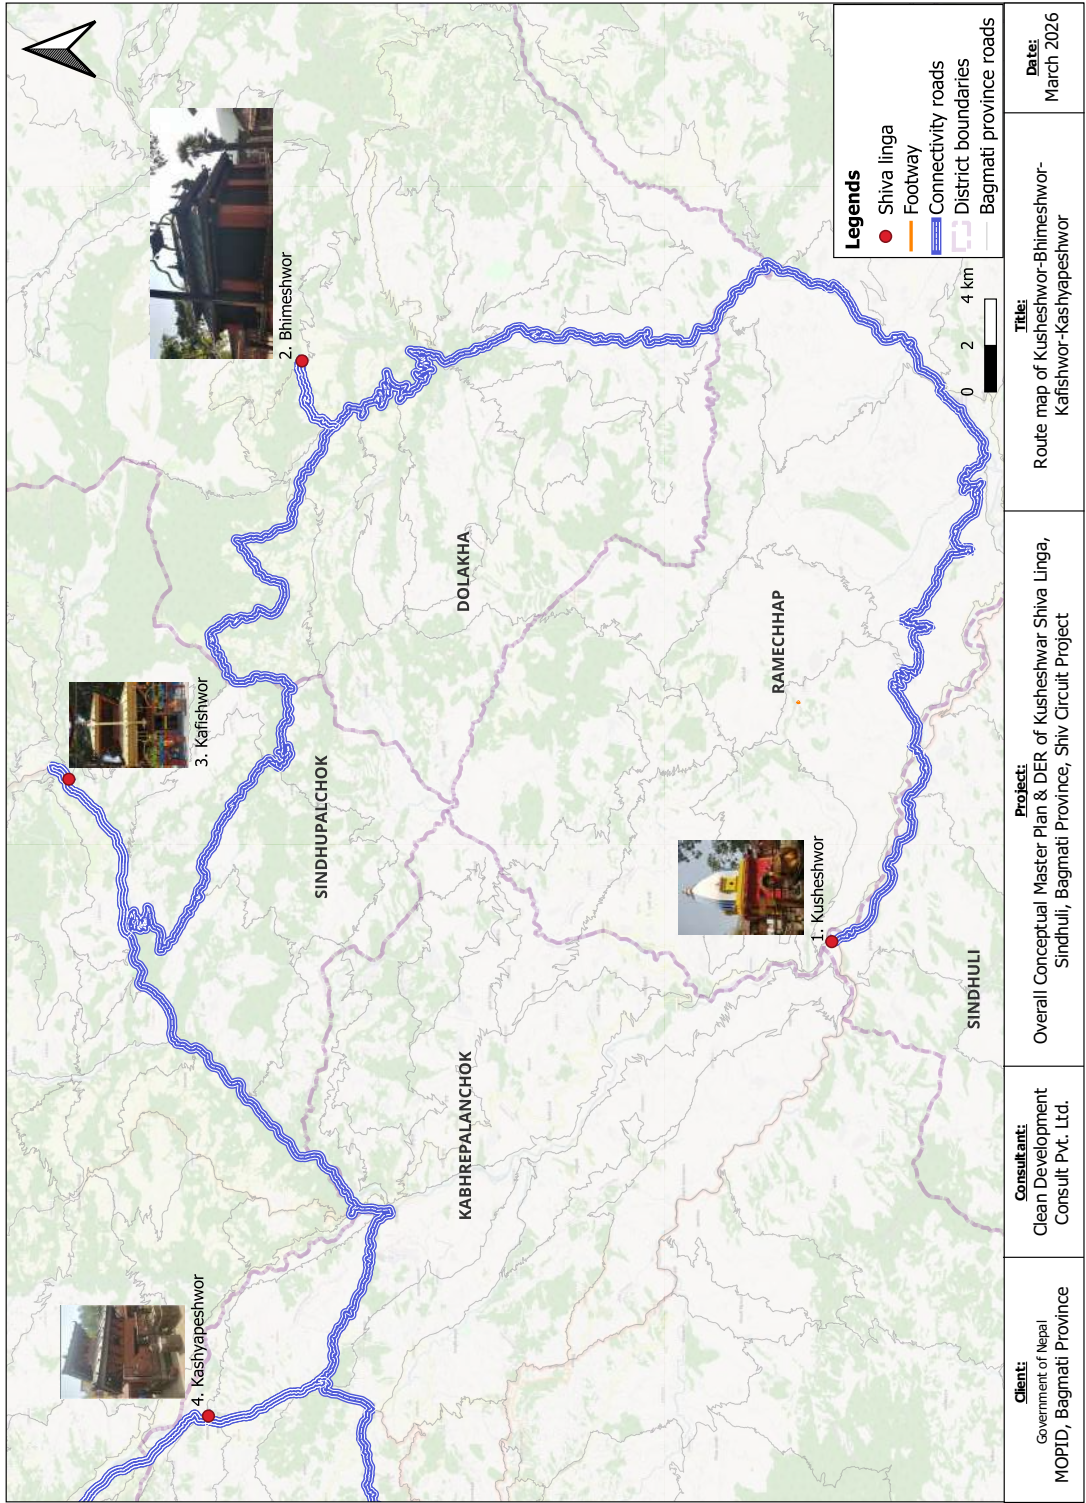 3. Kafishwor
2. Bhimeshwor
4. Kashyapeshwor
SINDHUPALCHOK
DOLAKHA
KABHREPALANCHOK
RAMECHHAP
1. Kusheshwor
SINDHULI
0 2 4 km
Legends
Shiva linga
Footway
Connectivity roads
District boundaries
Bagmati province roads
Client:
Government of Nepal
MOPID, Bagmati Province
Consultant:
Clean Development
Consult Pvt. Ltd.
Project:
Overall Conceptual Master Plan & DER of Kusheshwar Shiva Linga,
Sindhuli, Bagmati Province, Shiv Circuit Project
Title:
Route map of Kusheshwor-Bhimeshwor-
Kafishwor-Kashyapeshwor
Date:
March 2026